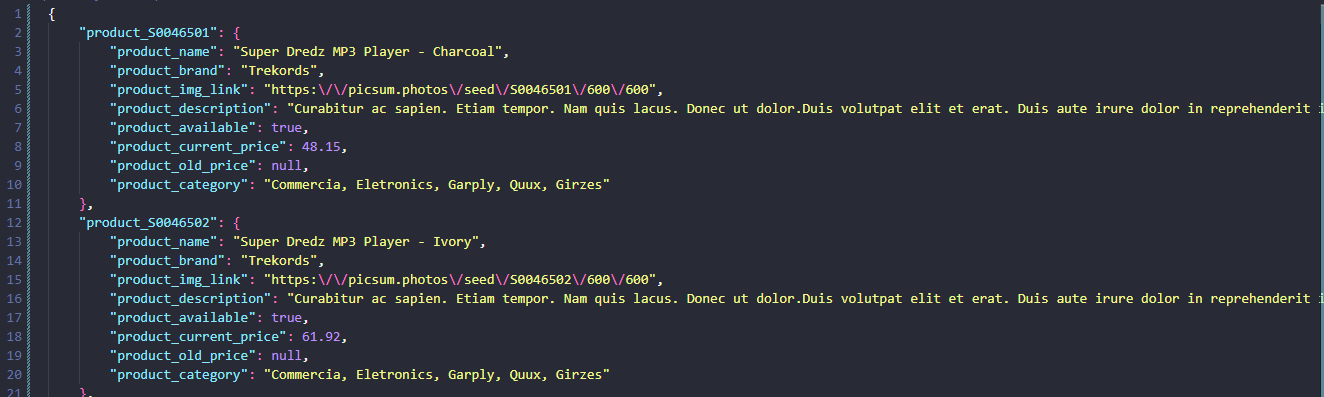 1 {
2 "product_S0046501": {
3 "product_name": "Super Dredz MP3 Player - Charcoal",
4 "product_brand": "Trekords",
5 "product_img_link": "https:\/\/picsum.photos\/seed\/S0046501\/600\/600",
6 "product_description": "Curabitur ac sapien. Etiam tempor. Nam quis lacus. Donec ut dolor.Duis volutpat elit et erat. Duis aute irure dolor in reprehenderit i
7 "product_available": true,
8 "product_current_price": 48.15,
9 "product_old_price": null,
10 "product_category": "Commercia, Eletronics, Garply, Quux, Girzes"
11 },
12 "product_S0046502": {
13 "product_name": "Super Dredz MP3 Player - Ivory",
14 "product_brand": "Trekords",
15 "product_img_link": "https:\/\/picsum.photos\/seed\/S0046502\/600\/600",
16 "product_description": "Curabitur ac sapien. Etiam tempor. Nam quis lacus. Donec ut dolor.Duis volutpat elit et erat. Duis aute irure dolor in reprehenderit i
17 "product_available": true,
18 "product_current_price": 61.92,
19 "product_old_price": null,
20 "product_category": "Commercia, Eletronics, Garply, Quux, Girzes"
21 },